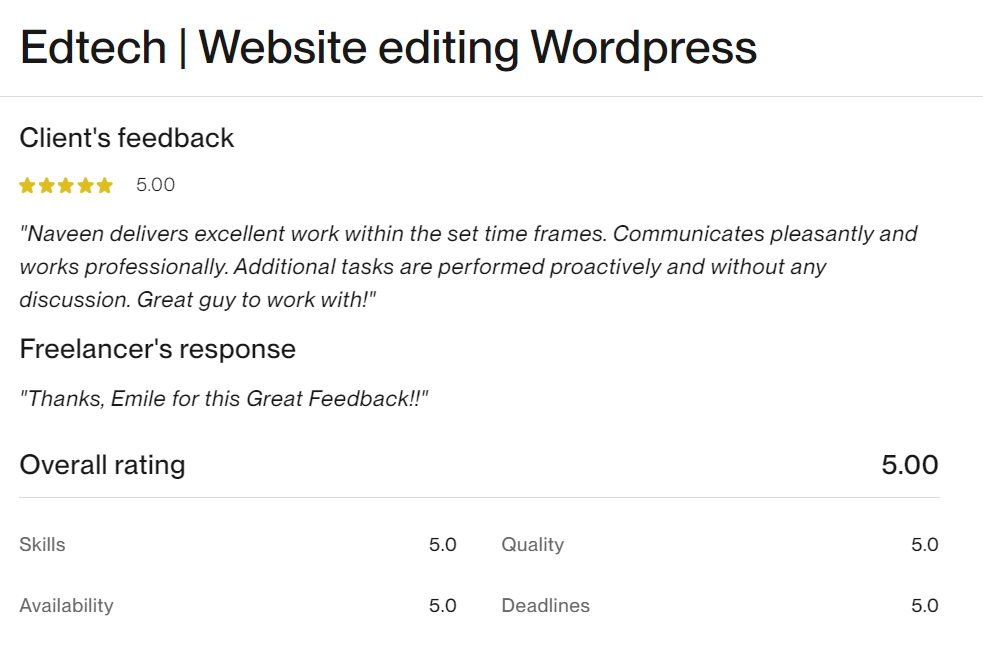 Edtech | Website editing Wordpress
Client's feedback
5.00
"Naveen delivers excellent work within the set time frames. Communicates pleasantly and
works professionally. Additional tasks are performed proactively and without any
discussion. Great guy to work with!"
Freelancer's response
"Thanks, Emile for this Great Feedback!!"
Overall rating 5.00
Skills 5.0 Quality 5.0
Availability 5.0 Deadlines 5.0